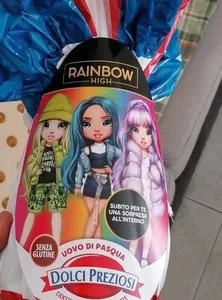 RAINBOW
HIGH
SUBITO PER TE
UNA SORPRESA
ALL'INTERNO
SENZA
GLUTINE
UOVO DI PASQUA
DOLCI PREZIOSI